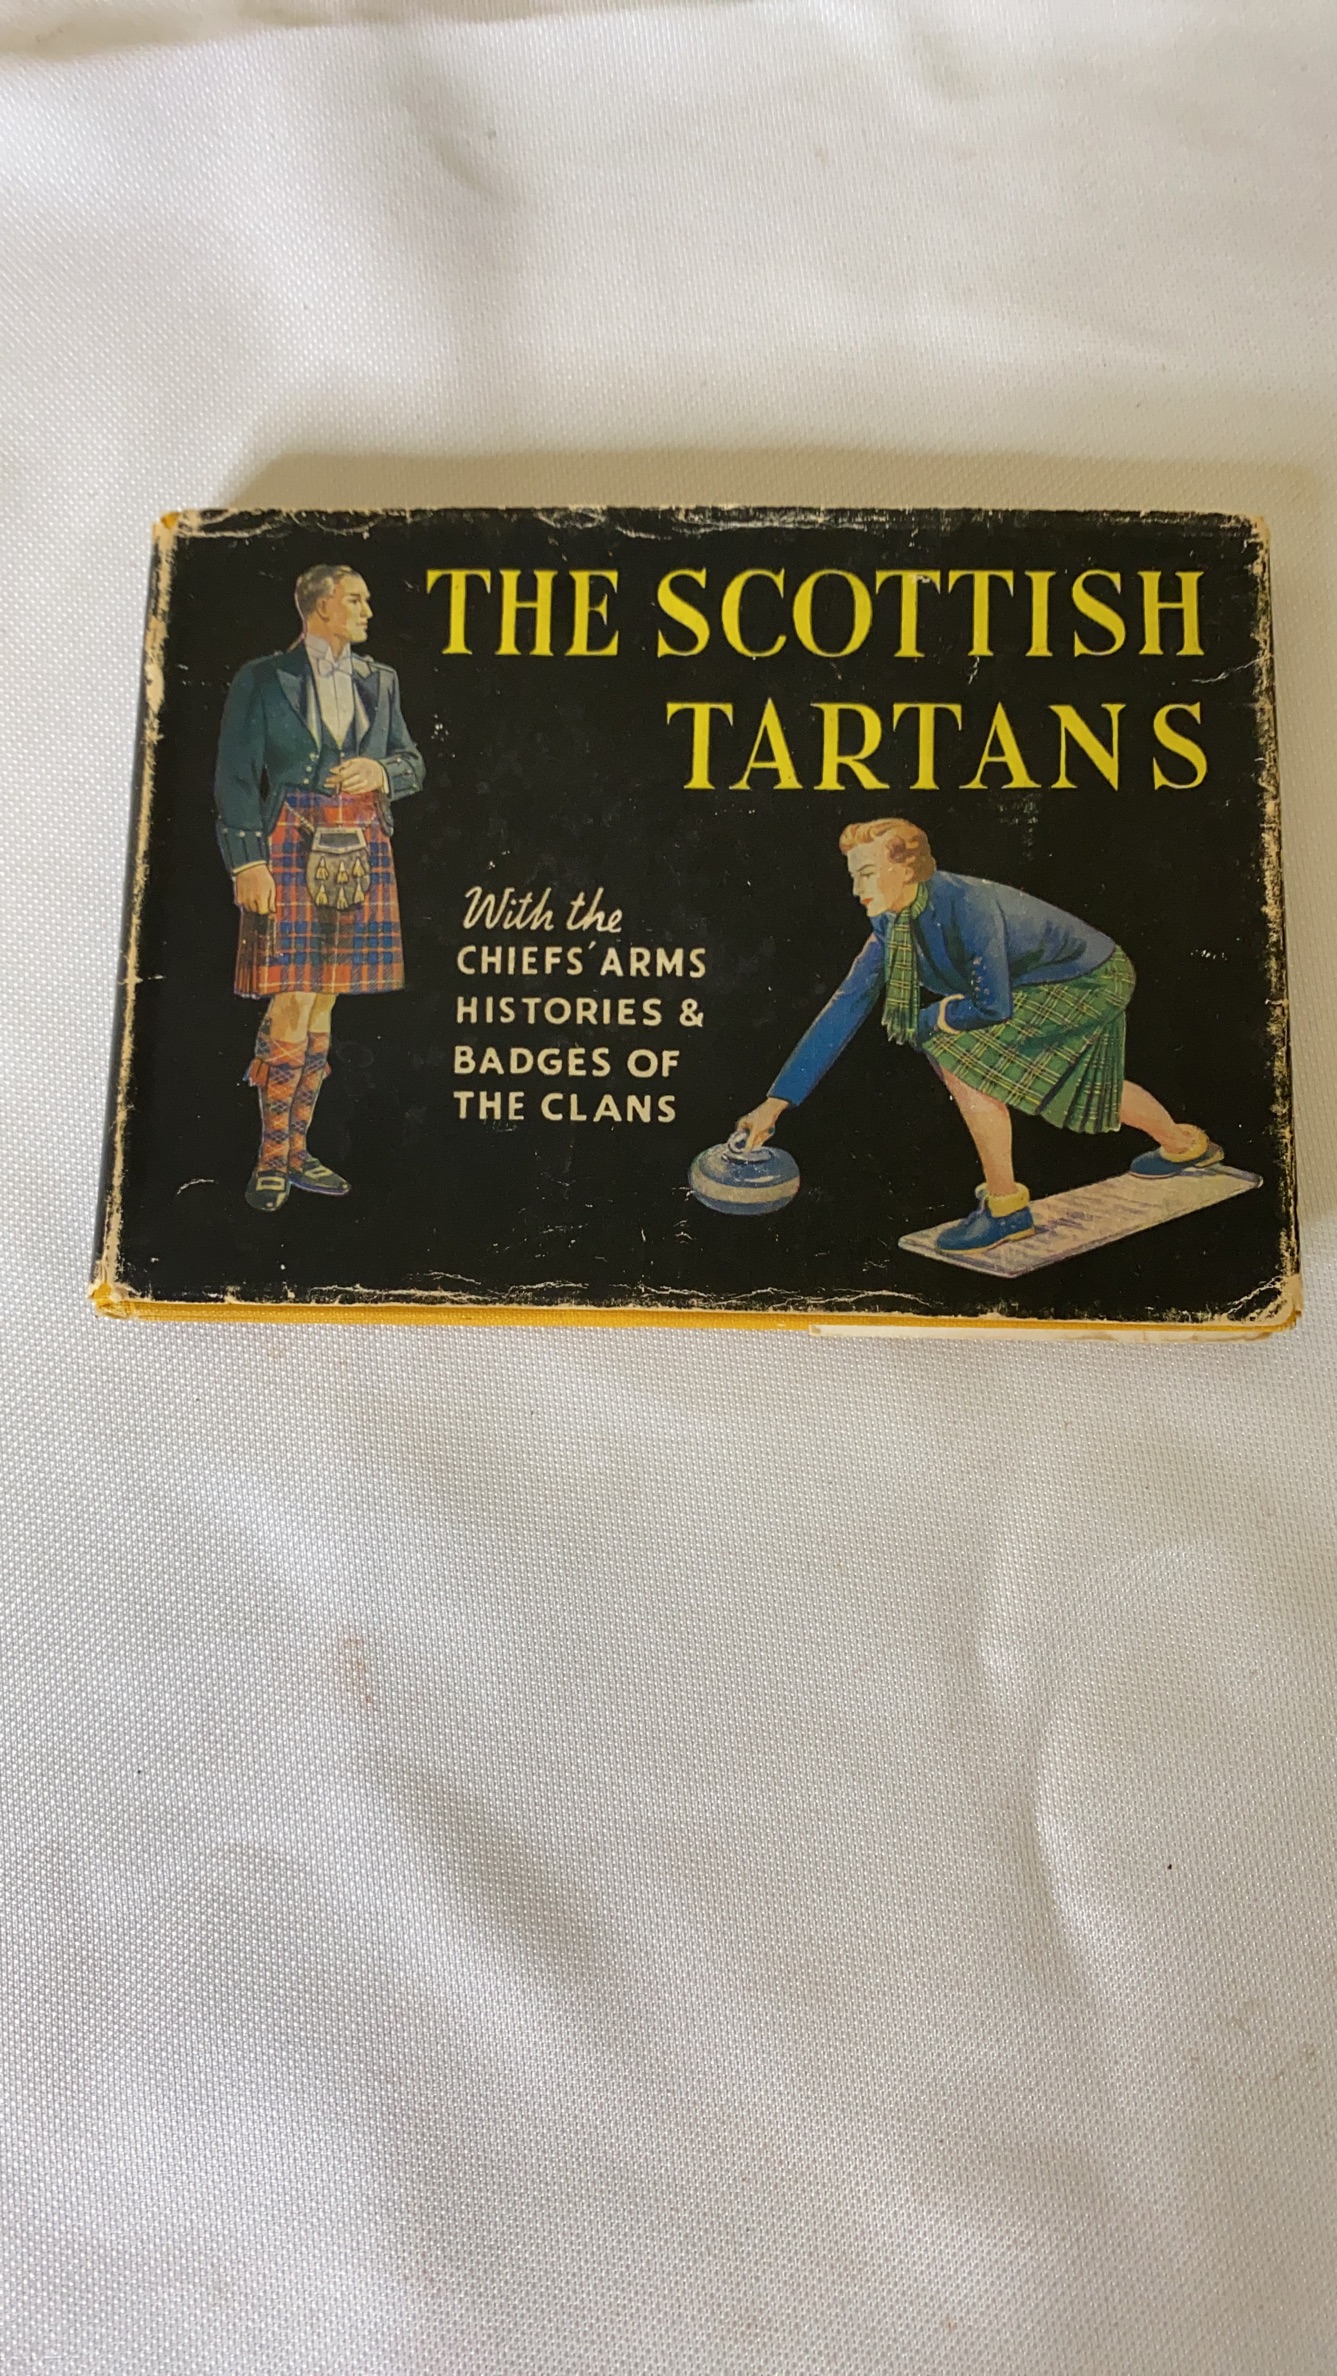 THE SCOTTISH
TARTANS
With the
CHIEFS' ARMS
HISTORIES &
BADGES OF
THE CLANS